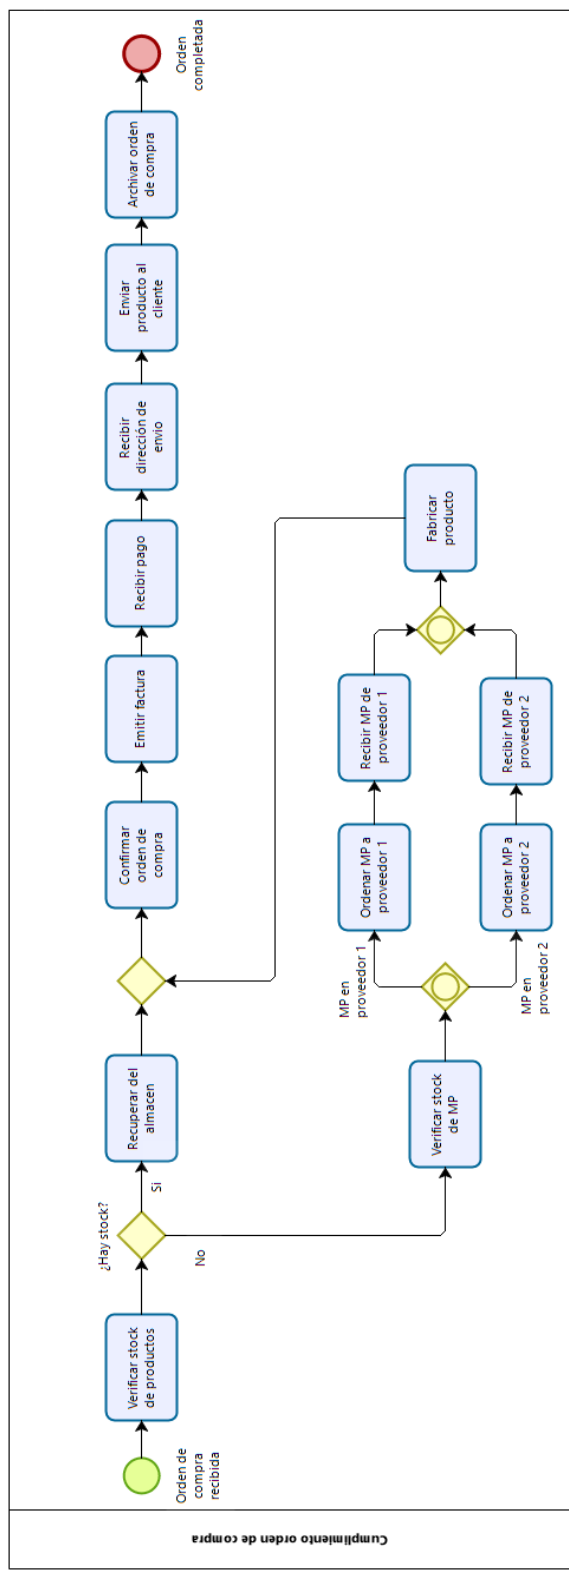 Cumplimiento orden de compra
Orden de
compra
recibida
Verificar stock
de productos
¿Hay stock?
Si
No
Recuperar del
almacen
Confirmar
orden de
compra
Emitir factura
Recibir pago
Recibir
dirección de
envio
Enviar
producto al
cliente
Archivar orden
de compra
Orden
completada
Verificar stock
de MP
MP en
proveedor 1
Ordenar MP a
proveedor 1
Recibir MP de
proveedor 1
MP en
proveedor 2
Ordenar MP a
proveedor 2
Recibir MP de
proveedor 2
Fabricar
producto